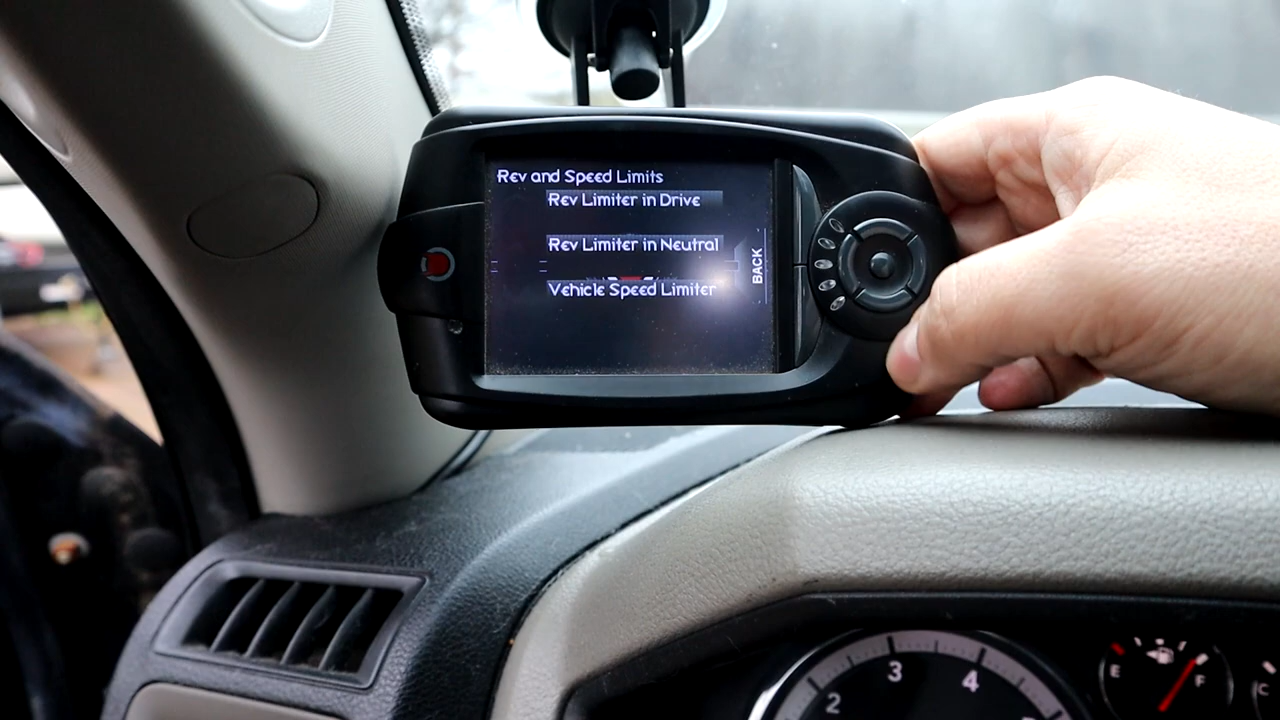 Rev and Speed Limits
Rev Limiter in Drive
Rev Limiter in Neutral
Vehicle Speed Limiter
BACK
2
3
4
E
F
C